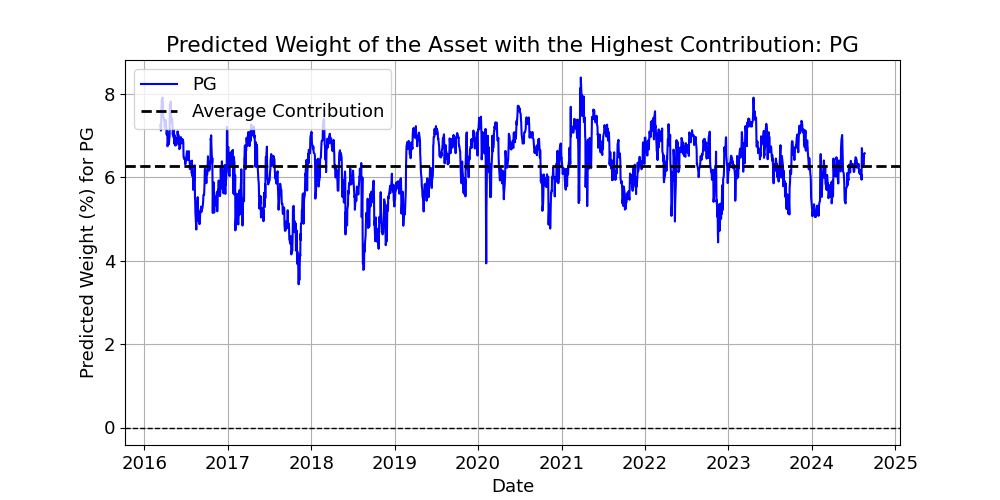 Predicted Weight of the Asset with the Highest Contribution: PG
PG
Average Contribution
Predicted Weight (%) for PG
8
6
4
2
0
2016 2017 2018 2019 2020 2021 2022 2023 2024 2025
Date